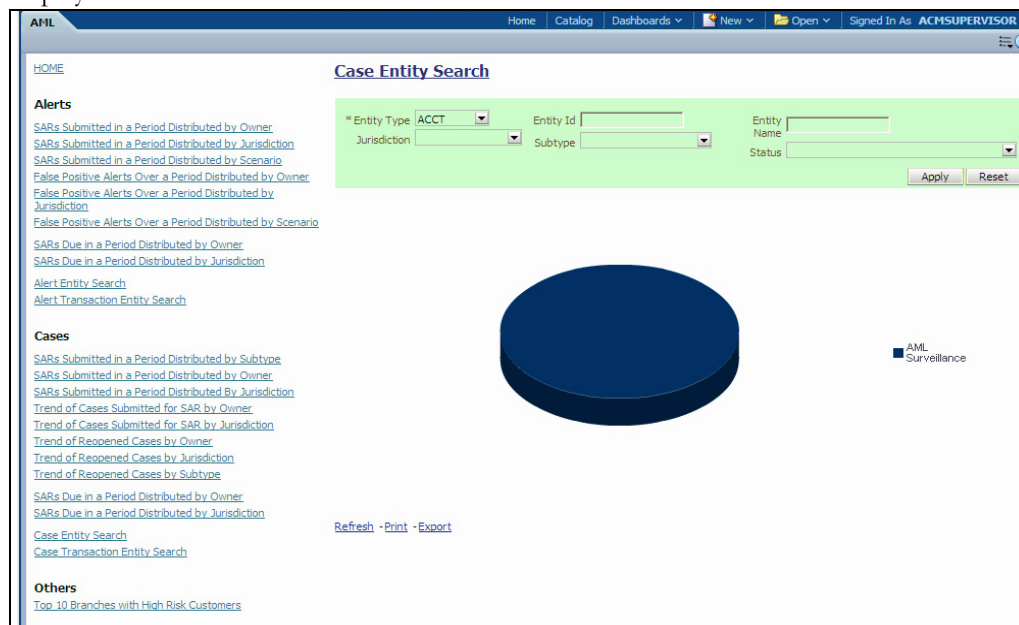 AML
Home Catalog Dashboards New Open Signed In As ACMSUPERVISOR
HOME
Alerts
SARs Submitted in a Period Distributed by Owner
SARs Submitted in a Period Distributed by Jurisdiction
SARs Submitted in a Period Distributed by Scenario
False Positive Alerts Over a Period Distributed by Owner
False Positive Alerts Over a Period Distributed by
Jurisdiction
False Positive Alerts Over a Period Distributed by Scenario
SARs Due in a Period Distributed by Owner
SARs Due in a Period Distributed by Jurisdiction
Alert Entity Search
Alert Transaction Entity Search
Cases
SARs Submitted in a Period Distributed by Subtype
SARs Submitted in a Period Distributed by Owner
SARs Submitted in a Period Distributed By Jurisdiction
Trend of Cases Submitted for SAR by Owner
Trend of Cases Submitted for SAR by Jurisdiction
Trend of Reopened Cases by Owner
Trend of Reopened Cases by Jurisdiction
Trend of Reopened Cases by Subtype
SARs Due in a Period Distributed by Owner
SARs Due in a Period Distributed by Jurisdiction
Case Entity Search
Case Transaction Entity Search
Others
Top 10 Branches with High Risk Customers
Case Entity Search
* Entity Type ACCT Entity Id Entity
Name
Jurisdiction Subtype
Status
Apply Reset
AML
Surveillance
Refresh - Print - Export